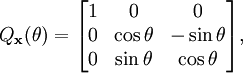 Q_x(θ) = [ 1 0 0
0 cos θ − sin θ
0 sin θ cos θ ],